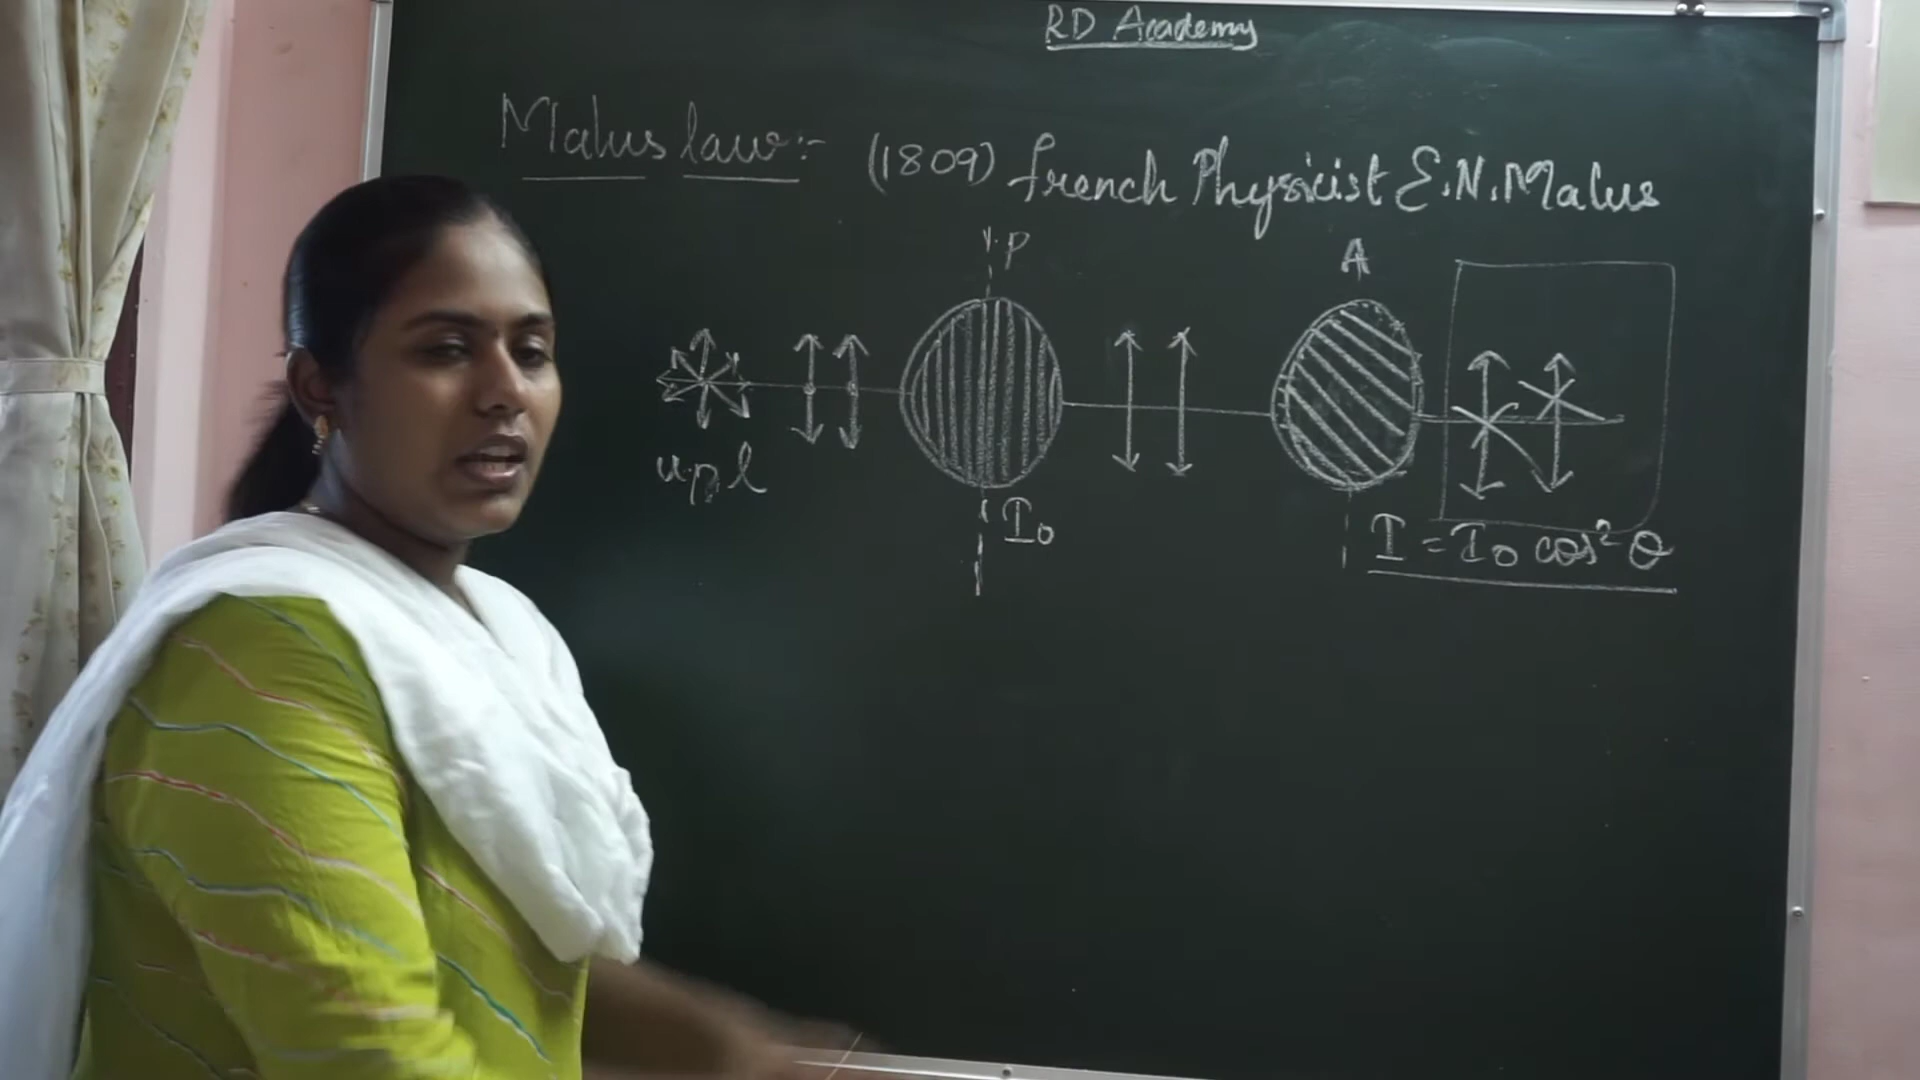 RD Academy
Malus law:- (1809) French Physicist E.N. Malus
P
A
u.p.l
I₀
I = I₀ cos² θ